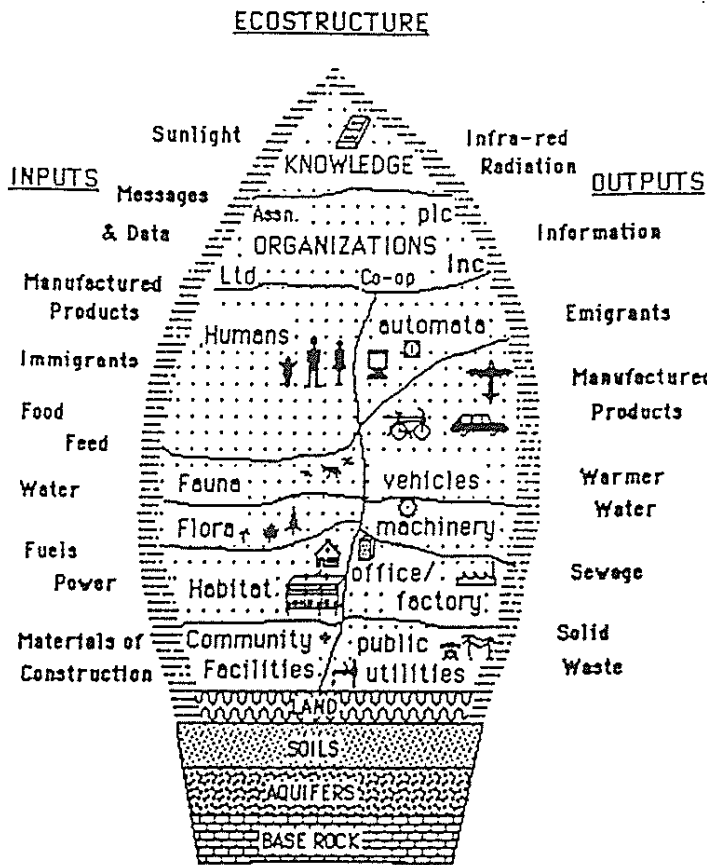 ECOSTRUCTURE
Sunlight
Infra-red
Radiation
KNOWLEDGE
INPUTS
OUTPUTS
Messages
& Data
Assn.
plc
Information
ORGANIZATIONS
Ltd
Co-op
Inc
Manufactured
Products
Humans
automata
Emigrants
Immigrants
Manufactured
Products
Food
Feed
Fauna
vehicles
Warmer
Water
Water
Flora
machinery
Fuels
Power
Habitat
office/
factory
Sewage
Materials of
Construction
Community
Facilities
public
utilities
Solid
Waste
LAND
SOILS
AQUIFERS
BASE ROCK